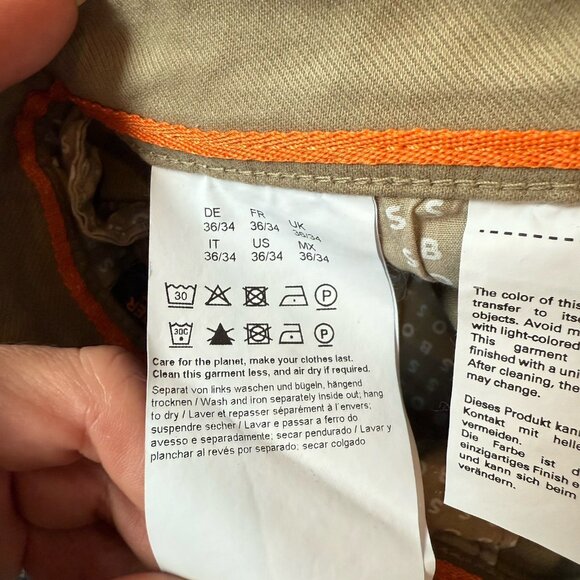 DE FR UK
36/34 36/34 36/34
IT US MX
36/34 36/34 36/34
30 P
30C P
Care for the planet, make your clothes last.
Clean this garment less, and air dry if required.
Separat von links waschen und bügeln, hängend
trocknen / Wash and iron separately inside out; hang
to dry / Laver et repasser séparément à l'envers;
suspendre sécher / Lavar e passar a ferro do
avesso e separadamente; secar pendurado / Lavar y
planchar al revés por separado; secar colgado
The color of this
transfer to itse
objects. Avoid m
with light-colored
This garment
finished with a uni
After cleaning, the
may change.
Dieses Produkt kann
Kontakt mit helle
vermeiden.
Die Farbe ist d
einzigartiges Finish e
und kann sich beim
verändern.